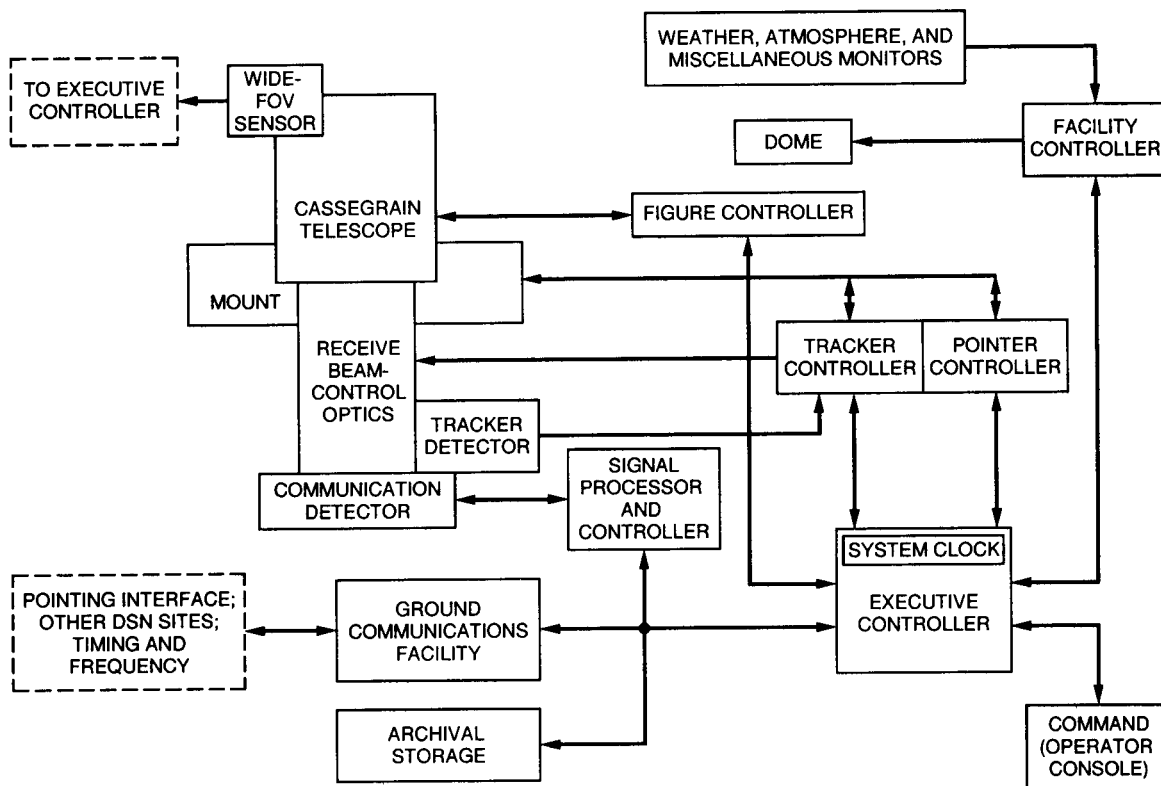 WEATHER, ATMOSPHERE, AND
MISCELLANEOUS MONITORS
TO EXECUTIVE
CONTROLLER
WIDE-
FOV
SENSOR
DOME
FACILITY
CONTROLLER
CASSEGRAIN
TELESCOPE
FIGURE CONTROLLER
MOUNT
RECEIVE
BEAM-
CONTROL
OPTICS
TRACKER
CONTROLLER
POINTER
CONTROLLER
TRACKER
DETECTOR
COMMUNICATION
DETECTOR
SIGNAL
PROCESSOR
AND
CONTROLLER
SYSTEM CLOCK
EXECUTIVE
CONTROLLER
POINTING INTERFACE;
OTHER DSN SITES;
TIMING AND
FREQUENCY
GROUND
COMMUNICATIONS
FACILITY
ARCHIVAL
STORAGE
COMMAND
(OPERATOR
CONSOLE)